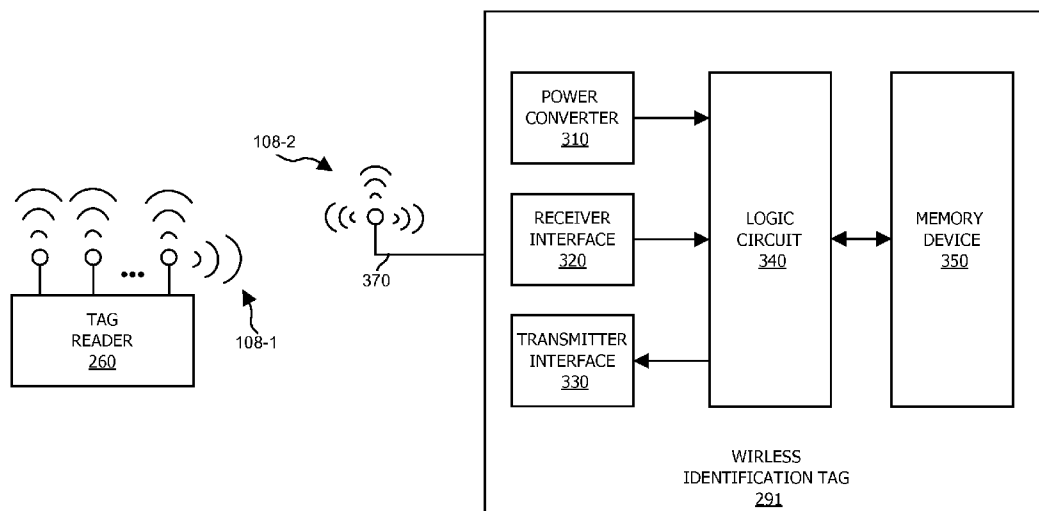 POWER
CONVERTER
310
108-2
RECEIVER
INTERFACE
320
LOGIC
CIRCUIT
340
MEMORY
DEVICE
350
370
TAG
READER
260
108-1
TRANSMITTER
INTERFACE
330
WIRLESS
IDENTIFICATION TAG
291